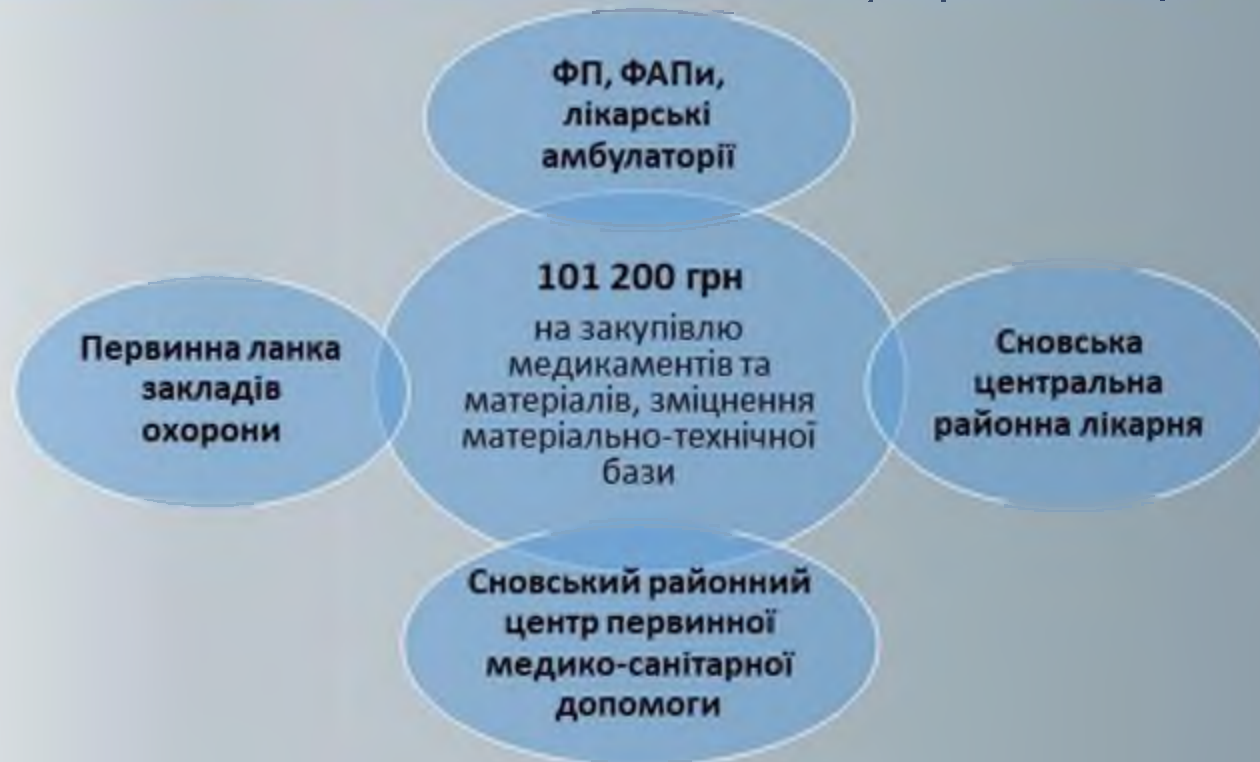 ФП, ФАПи,
лікарські
амбулаторії
101 200 грн
на закупівлю
медикаментів та
матеріалів, зміцнення
матеріально-технічної
бази
Первинна ланка
закладів
охорони
Сновська
центральна
районна лікарня
Сновський районний
центр первинної
медико-санітарної
допомоги